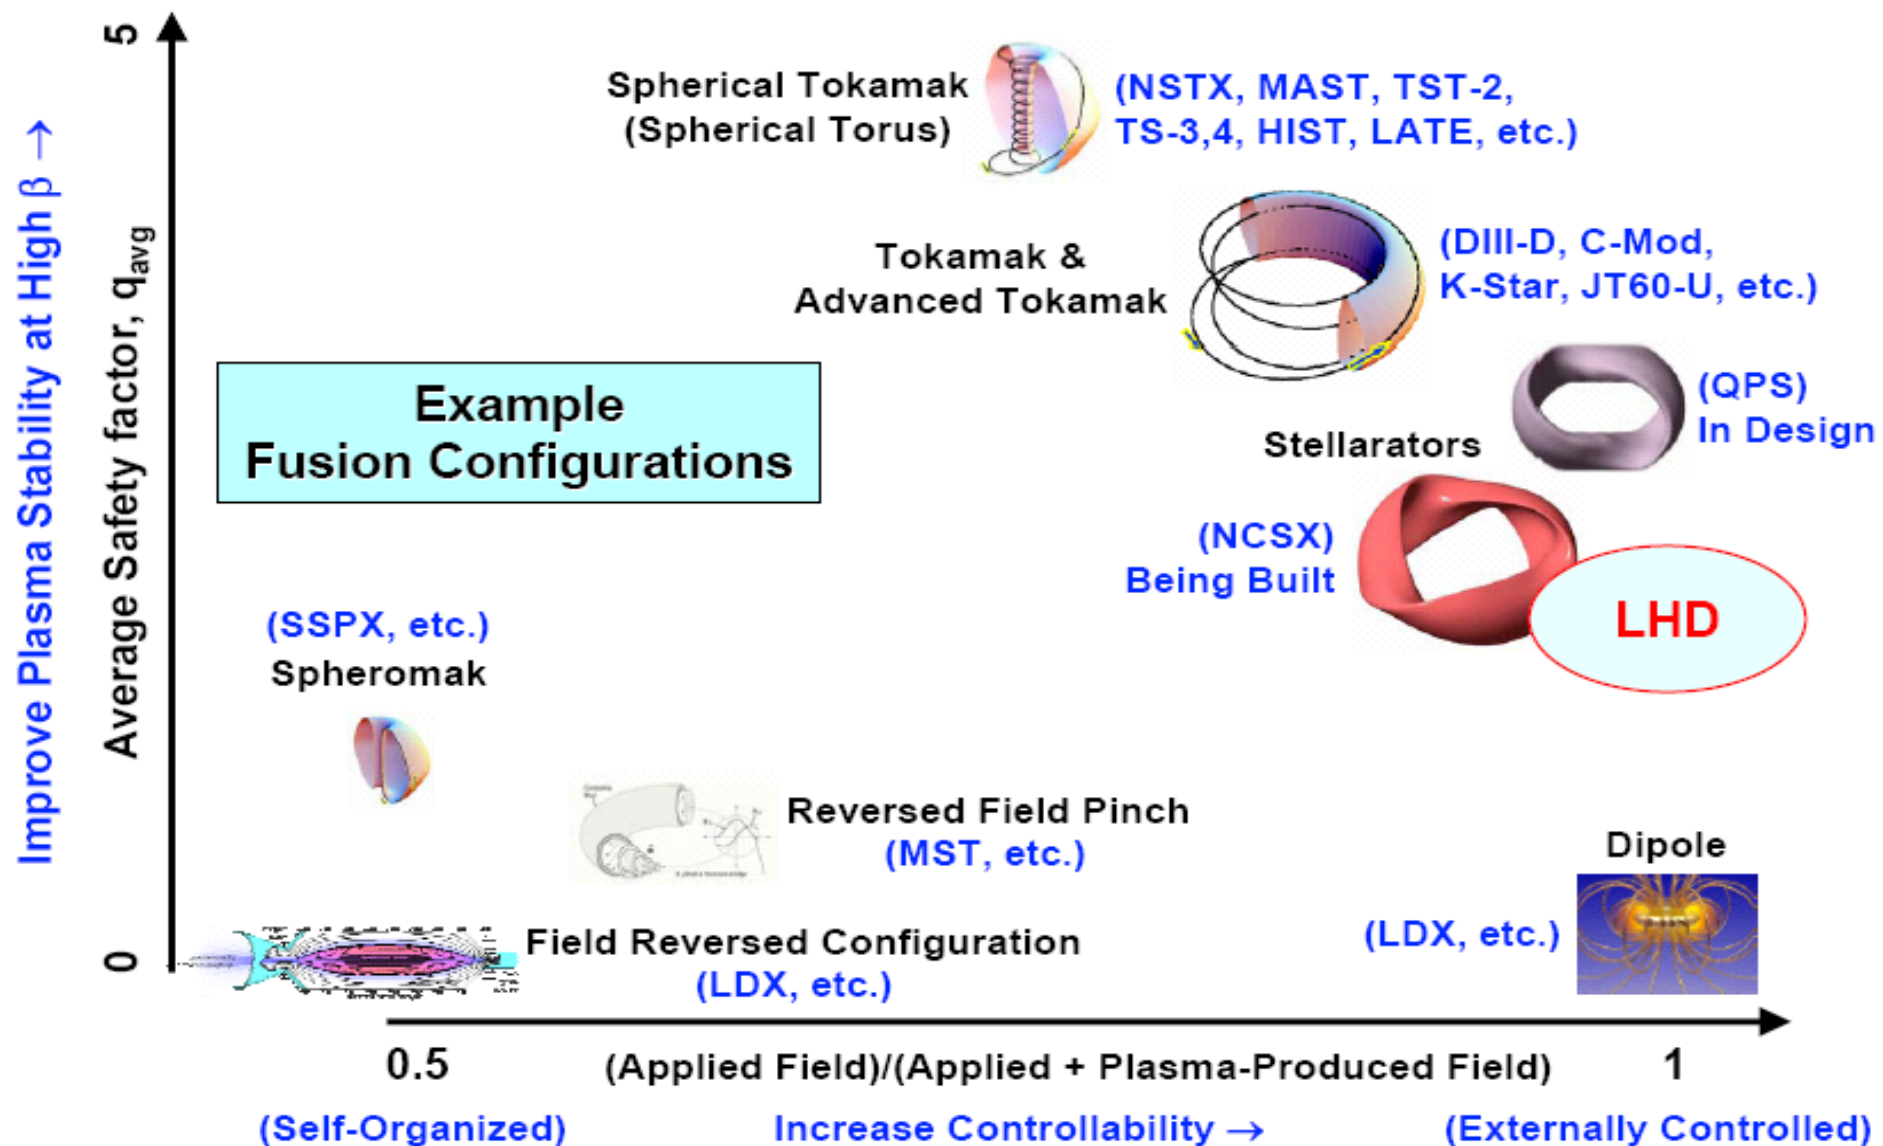 5
Improve Plasma Stability at High β →
Average Safety factor, qavg
0
Spherical Tokamak
(Spherical Torus)
(NSTX, MAST, TST-2,
TS-3,4, HIST, LATE, etc.)
Tokamak &
Advanced Tokamak
(DIII-D, C-Mod,
K-Star, JT60-U, etc.)
Example
Fusion Configurations
(QPS)
In Design
Stellarators
(NCSX)
Being Built
LHD
(SSPX, etc.)
Spheromak
Reversed Field Pinch
(MST, etc.)
Dipole
(LDX, etc.)
Field Reversed Configuration
(LDX, etc.)
0.5
(Applied Field)/(Applied + Plasma-Produced Field)
1
(Self-Organized)
Increase Controllability →
(Externally Controlled)